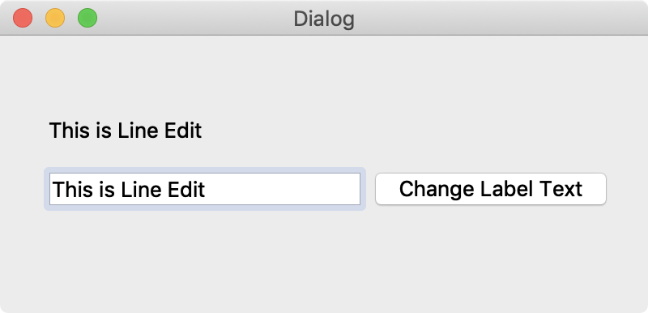 Dialog
This is Line Edit
This is Line Edit
Change Label Text